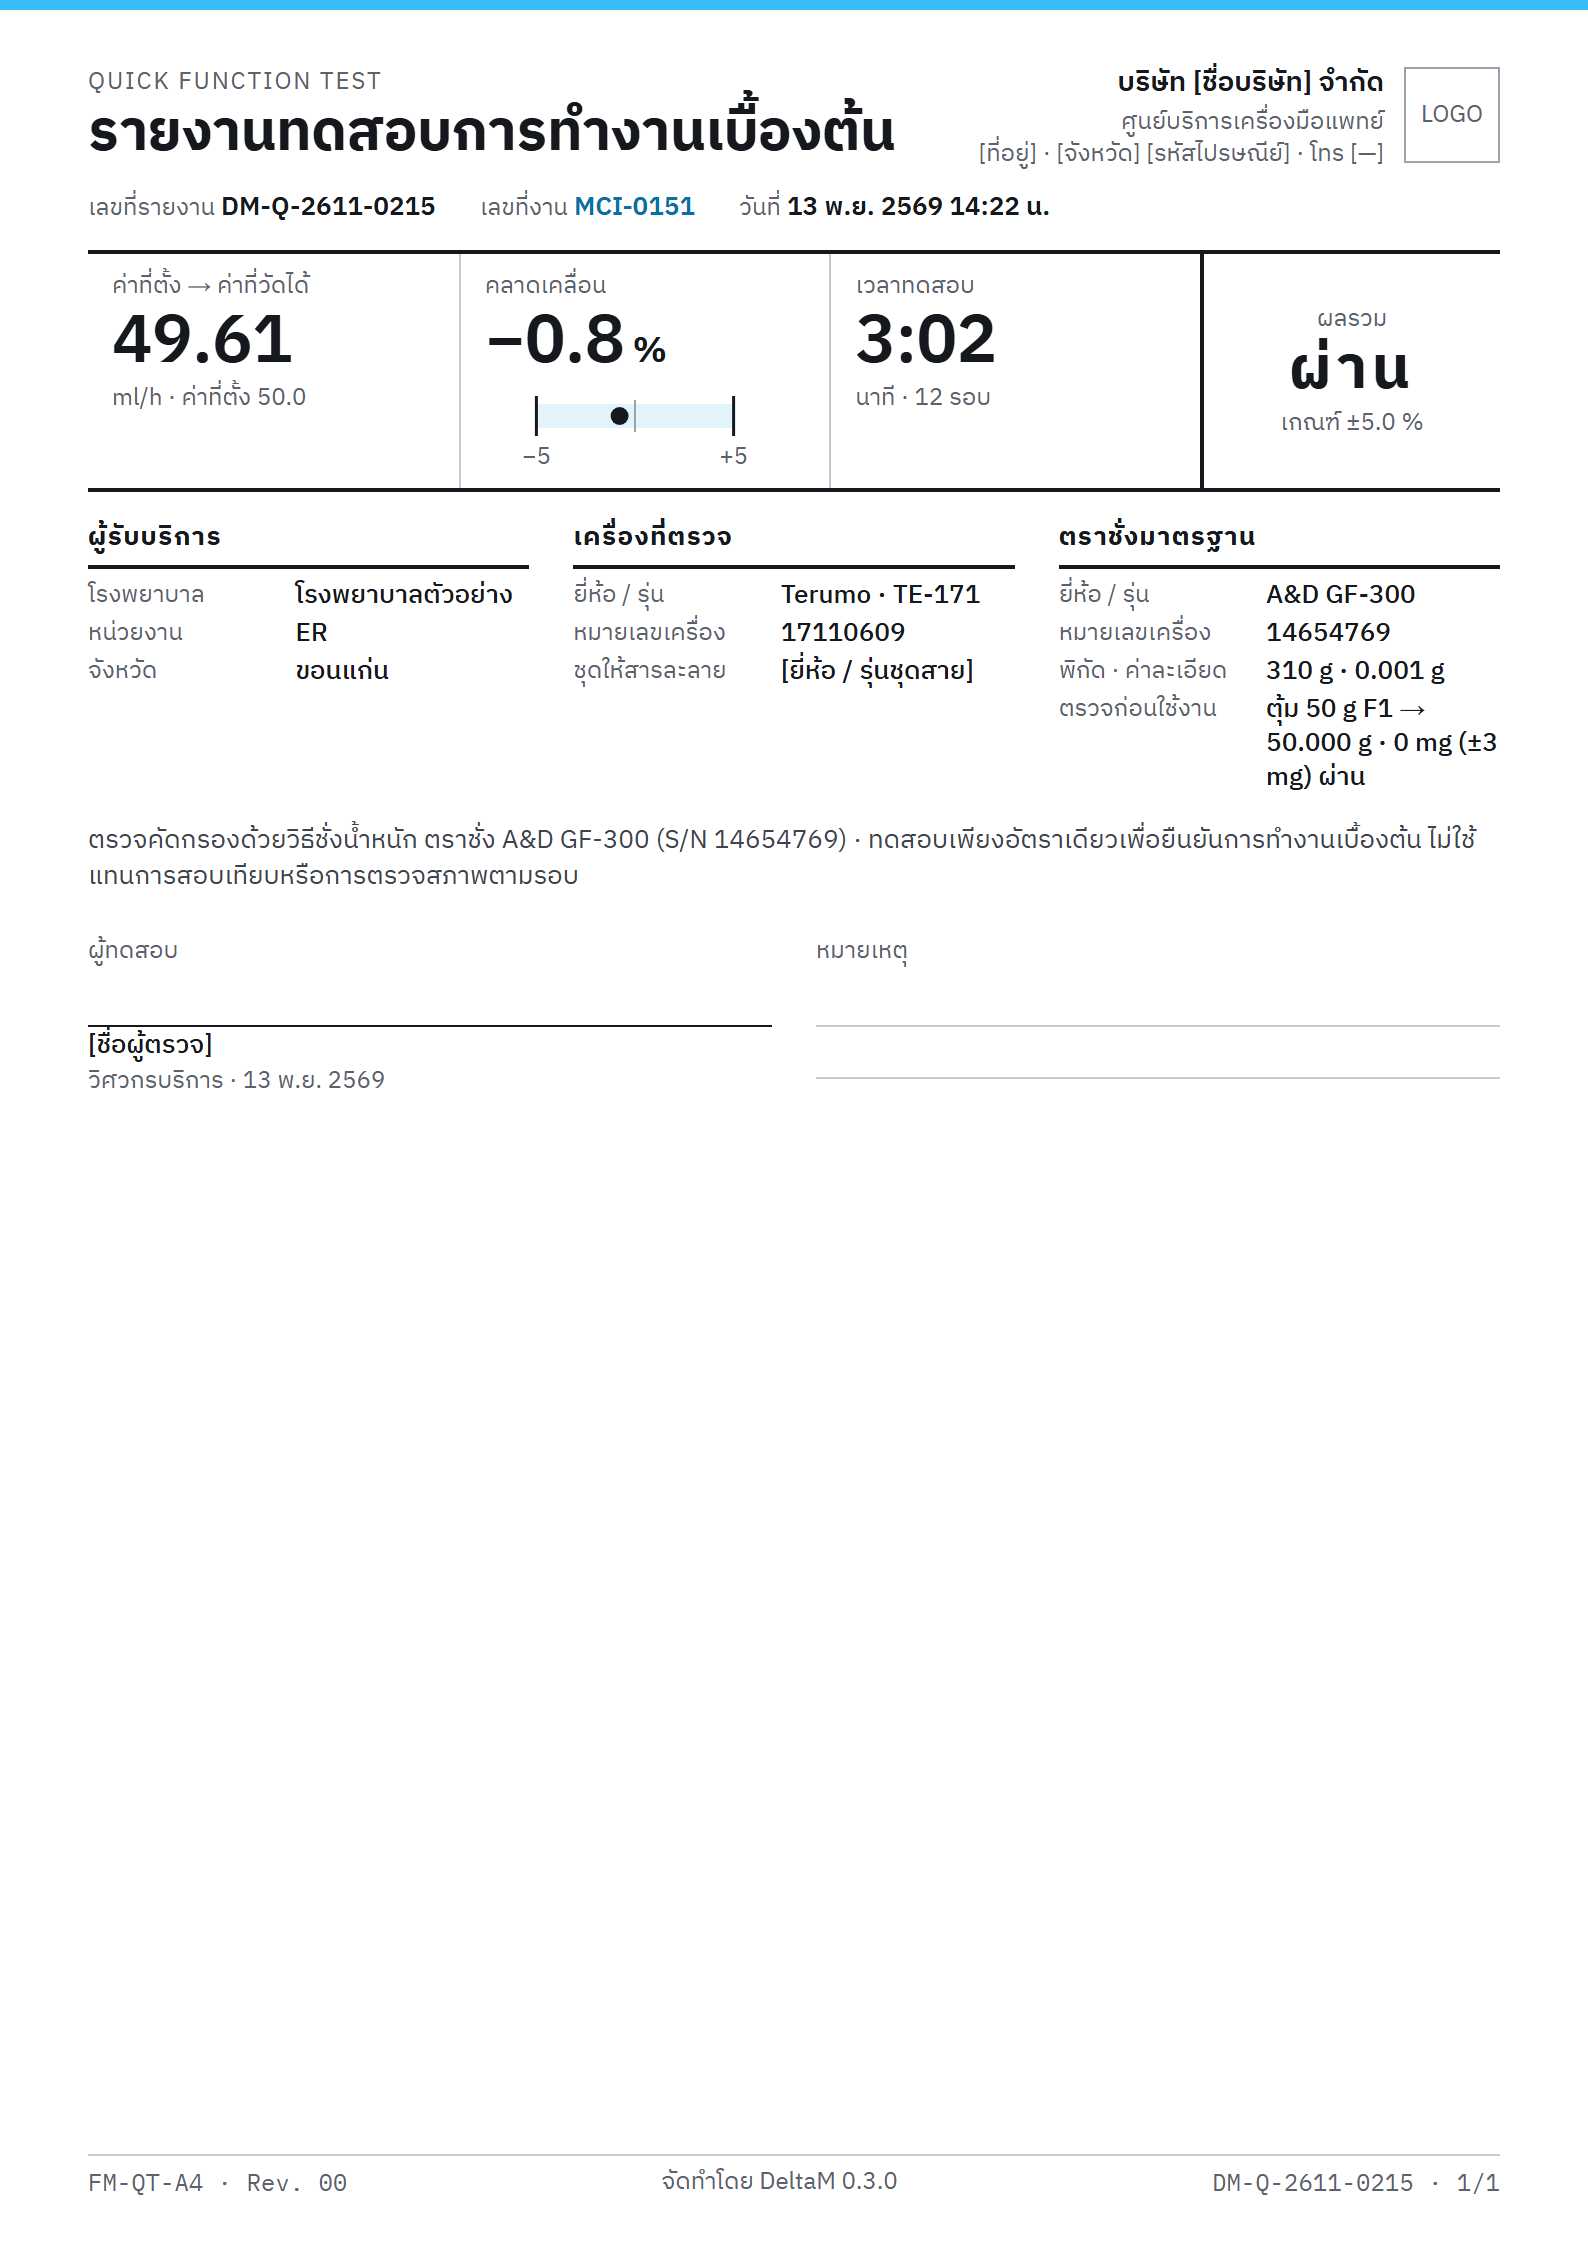 QUICK FUNCTION TEST
รายงานทดสอบการทำงานเบื้องต้น
บริษัท [ชื่อบริษัท] จำกัด
ศูนย์บริการเครื่องมือแพทย์
[ที่อยู่] · [จังหวัด] [รหัสไปรษณีย์] · โทร [—]
LOGO
เลขที่รายงาน DM-Q-2611-0215 เลขที่งาน MCI-0151 วันที่ 13 พ.ย. 2569 14:22 น.
ค่าที่ตั้ง → ค่าที่วัดได้
49.61
ml/h · ค่าที่ตั้ง 50.0
คลาดเคลื่อน
−0.8 %
−5 +5
เวลาทดสอบ
3:02
นาที · 12 รอบ
ผลรวม
ผ่าน
เกณฑ์ ±5.0 %
ผู้รับบริการ
โรงพยาบาล โรงพยาบาลตัวอย่าง
หน่วยงาน ER
จังหวัด ขอนแก่น
เครื่องที่ตรวจ
ยี่ห้อ / รุ่น Terumo · TE-171
หมายเลขเครื่อง 17110609
ชุดให้สารละลาย [ยี่ห้อ / รุ่นชุดสาย]
ตราชั่งมาตรฐาน
ยี่ห้อ / รุ่น A&D GF-300
หมายเลขเครื่อง 14654769
พิกัด · ค่าละเอียด 310 g · 0.001 g
ตรวจก่อนใช้งาน ตุ้ม 50 g F1 →
50.000 g · 0 mg (±3
mg) ผ่าน
ตรวจคัดกรองด้วยวิธีชั่งน้ำหนัก ตราชั่ง A&D GF-300 (S/N 14654769) · ทดสอบเพียงอัตราเดียวเพื่อยืนยันการทำงานเบื้องต้น ไม่ใช้
แทนการสอบเทียบหรือการตรวจสภาพตามรอบ
ผู้ทดสอบ
[ชื่อผู้ตรวจ]
วิศวกรบริการ · 13 พ.ย. 2569
หมายเหตุ
FM-QT-A4 · Rev. 00 จัดทำโดย DeltaM 0.3.0 DM-Q-2611-0215 · 1/1